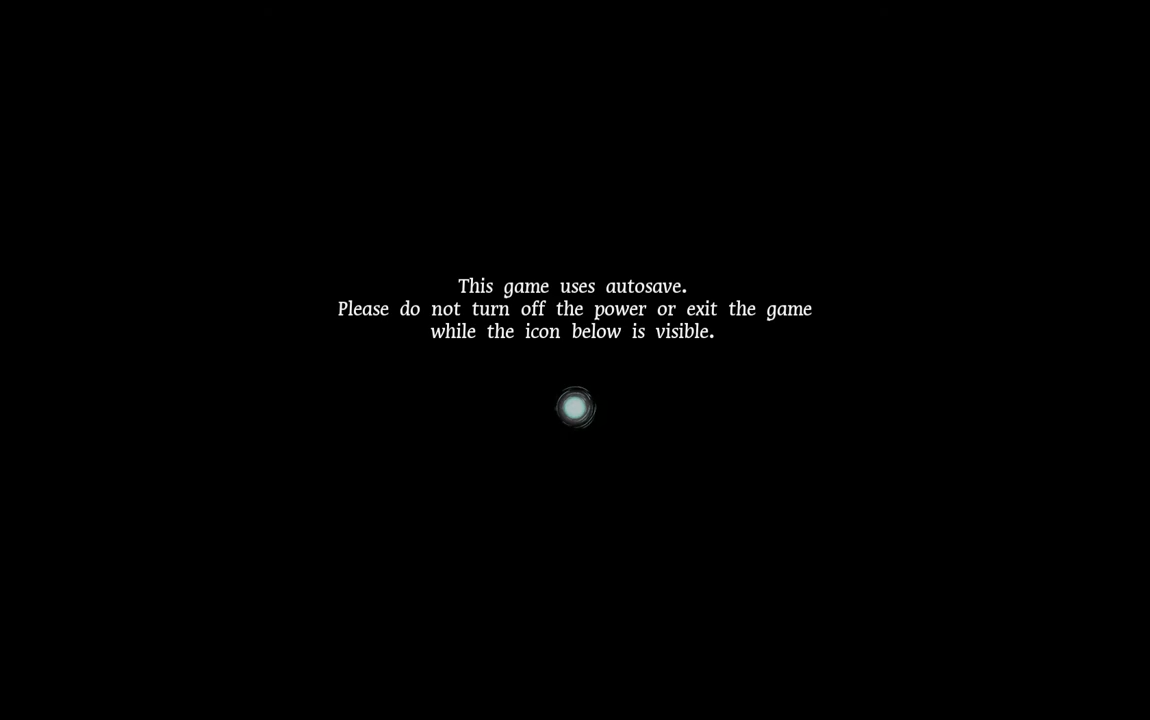 This game uses autosave.
Please do not turn off the power or exit the game
while the icon below is visible.